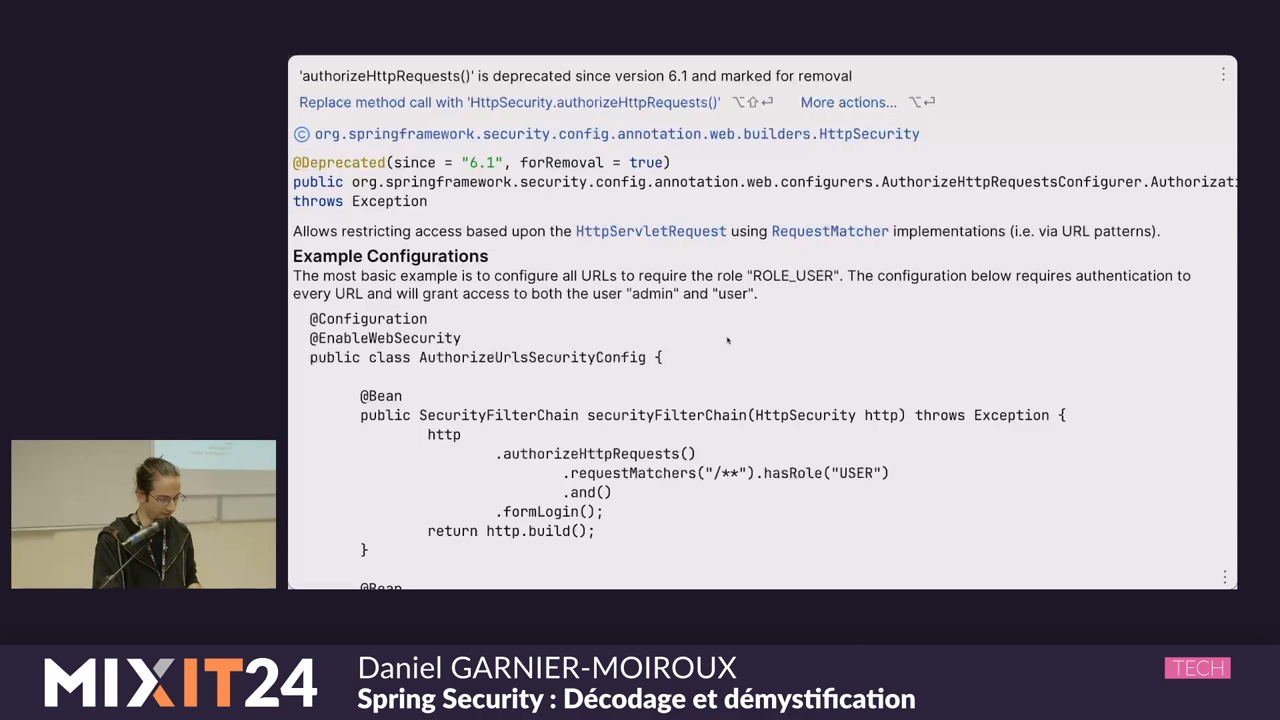 'authorizeHttpRequests()' is deprecated since version 6.1 and marked for removal
Replace method call with 'HttpSecurity.authorizeHttpRequests()' ⌥⇧⏎ More actions... ⌥⏎
© org.springframework.security.config.annotation.web.builders.HttpSecurity
@Deprecated(since = "6.1", forRemoval = true)
public org.springframework.security.config.annotation.web.configurers.AuthorizeHttpRequestsConfigurer.Authorizati
throws Exception
Allows restricting access based upon the HttpServletRequest using RequestMatcher implementations (i.e. via URL patterns).
Example Configurations
The most basic example is to configure all URLs to require the role "ROLE_USER". The configuration below requires authentication to
every URL and will grant access to both the user "admin" and "user".
@Configuration
@EnableWebSecurity
public class AuthorizeUrlsSecurityConfig {
@Bean
public SecurityFilterChain securityFilterChain(HttpSecurity http) throws Exception {
http
.authorizeHttpRequests()
.requestMatchers("/**").hasRole("USER")
.and()
.formLogin();
return http.build();
}
@Bean
MIXIT24
Daniel GARNIER-MOIROUX
Spring Security : Décodage et démystification
TECH